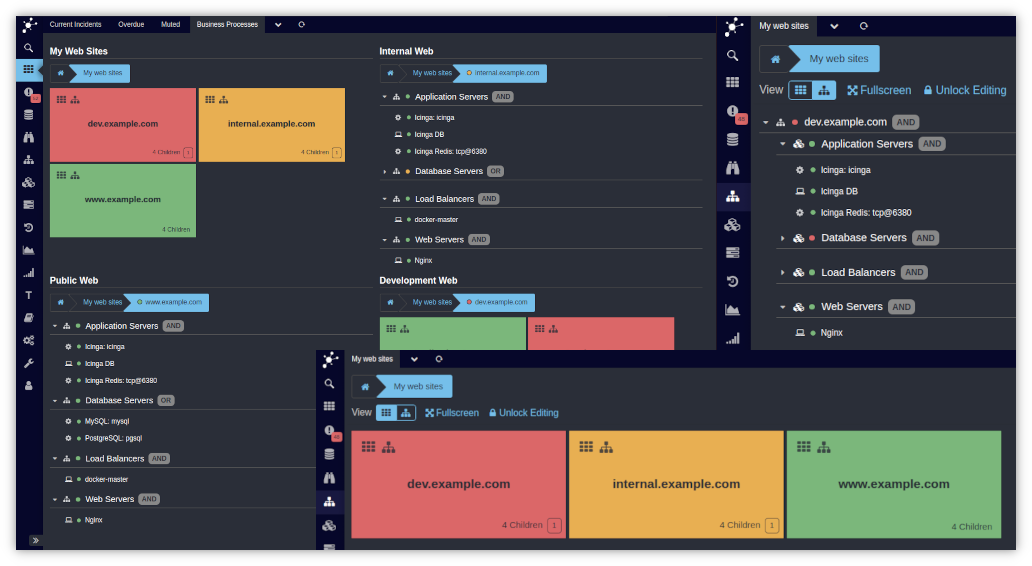 Current Incidents Overdue Muted Business Processes
My Web Sites
My web sites
dev.example.com
4 Children 1
internal.example.com
4 Children 1
www.example.com
4 Children
Internal Web
My web sites internal.example.com
Application Servers AND
Icinga: icinga
Icinga DB
Icinga Redis: tcp@6380
Database Servers OR
Load Balancers AND
docker-master
Web Servers AND
Nginx
Public Web
My web sites www.example.com
Application Servers AND
Icinga: icinga
Icinga DB
Icinga Redis: tcp@6380
Database Servers OR
MySQL: mysql
PostgreSQL: pgsql
Load Balancers AND
docker-master
Web Servers AND
Nginx
Development Web
My web sites dev.example.com
My web sites
My web sites
View Fullscreen Unlock Editing
dev.example.com AND
Application Servers AND
Icinga: icinga
Icinga DB
Icinga Redis: tcp@6380
Database Servers AND
Load Balancers AND
Web Servers AND
Nginx
My web sites
My web sites
View Fullscreen Unlock Editing
dev.example.com
4 Children 1
internal.example.com
4 Children 1
www.example.com
4 Children